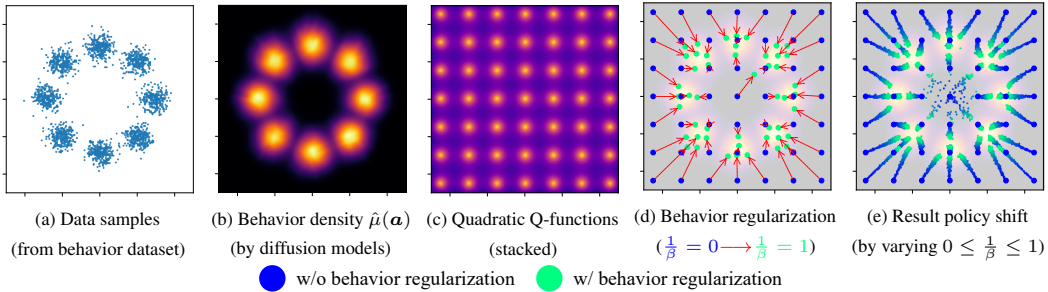 (a) Data samples
(from behavior dataset)
(b) Behavior density μ̂(𝒂)
(by diffusion models)
(c) Quadratic Q-functions
(stacked)
(d) Behavior regularization
(1/β = 0 ⟶ 1/β = 1)
(e) Result policy shift
(by varying 0 ≤ 1/β ≤ 1)
w/o behavior regularization
w/ behavior regularization